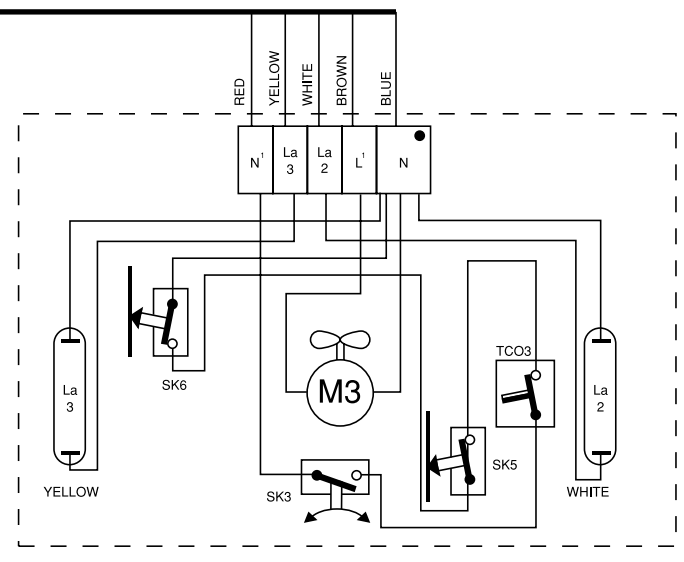 RED
YELLOW
WHITE
BROWN
BLUE
N1
La
3
La
2
L1
N
SK6
M3
TCO3
La
3
La
2
SK5
SK3
YELLOW
WHITE